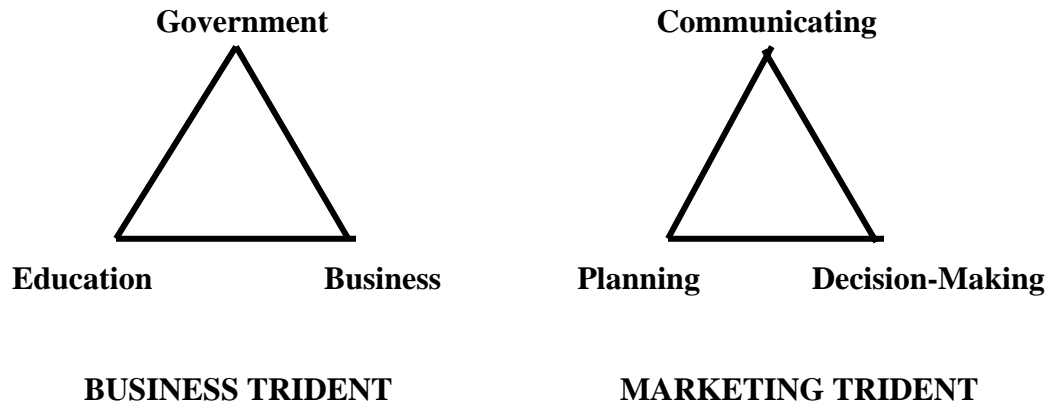 Government
Communicating
Education
Business
Planning
Decision-Making
BUSINESS TRIDENT
MARKETING TRIDENT